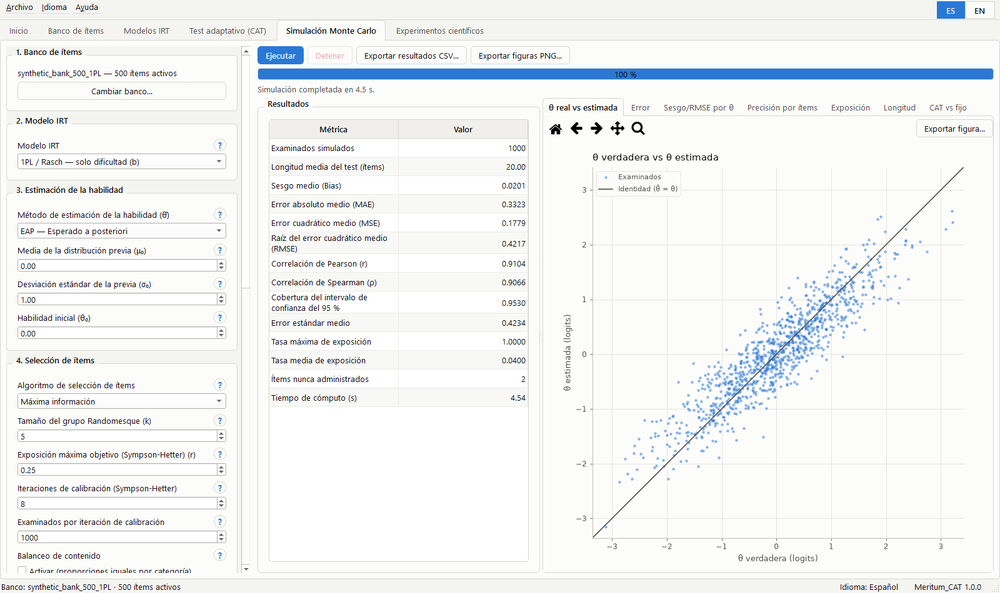 Archivo Idioma Ayuda
ES EN
Inicio Banco de ítems Modelos IRT Test adaptativo (CAT) Simulación Monte Carlo Experimentos científicos
1. Banco de ítems
synthetic_bank_500_1PL — 500 ítems activos
Cambiar banco...
2. Modelo IRT
Modelo IRT ?
1PL / Rasch — solo dificultad (b)
3. Estimación de la habilidad
Método de estimación de la habilidad (θ) ?
EAP — Esperado a posteriori
Media de la distribución previa (μ₀) ?
0.00
Desviación estándar de la previa (σ₀) ?
1.00
Habilidad inicial (θ₀) ?
0.00
4. Selección de ítems
Algoritmo de selección de ítems ?
Máxima información
Tamaño del grupo Randomesque (k) ?
5
Exposición máxima objetivo (Sympson-Hetter) (r) ?
0.25
Iteraciones de calibración (Sympson-Hetter) ?
8
Examinados por iteración de calibración ?
1000
Balanceo de contenido ?
Activar (proporciones iguales por categoría)
Ejecutar Detener Exportar resultados CSV... Exportar figuras PNG...
100 %
Simulación completada en 4.5 s.
Resultados
Métrica Valor
Examinados simulados 1000
Longitud media del test (ítems) 20.00
Sesgo medio (Bias) 0.0201
Error absoluto medio (MAE) 0.3323
Error cuadrático medio (MSE) 0.1779
Raíz del error cuadrático medio
(RMSE) 0.4217
Correlación de Pearson (r) 0.9104
Correlación de Spearman (ρ) 0.9066
Cobertura del intervalo de
confianza del 95 % 0.9530
Error estándar medio 0.4234
Tasa máxima de exposición 1.0000
Tasa media de exposición 0.0400
Ítems nunca administrados 2
Tiempo de cómputo (s) 4.54
θ real vs estimada Error Sesgo/RMSE por θ Precisión por ítems Exposición Longitud CAT vs fijo
Exportar figura...
θ verdadera vs θ estimada
Examinados
Identidad (θ̂ = θ)
θ estimada (logits)
3
2
1
0
−1
−2
−3
−3 −2 −1 0 1 2 3
θ verdadera (logits)
Banco: synthetic_bank_500_1PL · 500 ítems activos
Idioma: Español Meritum_CAT 1.0.0